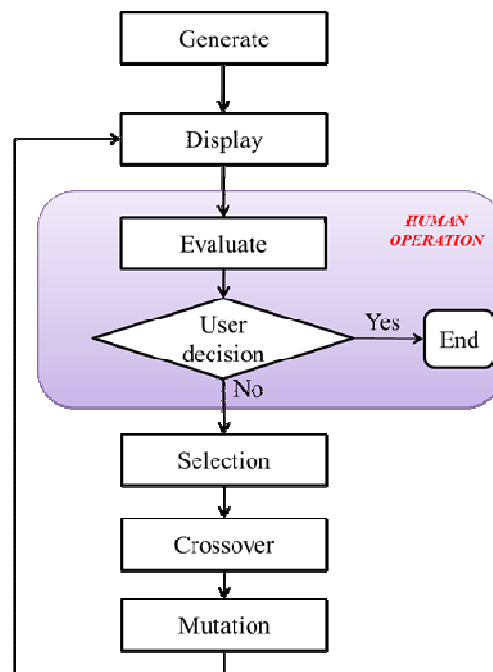 Generate
Display
HUMAN
OPERATION
Evaluate
User
decision
Yes
End
No
Selection
Crossover
Mutation